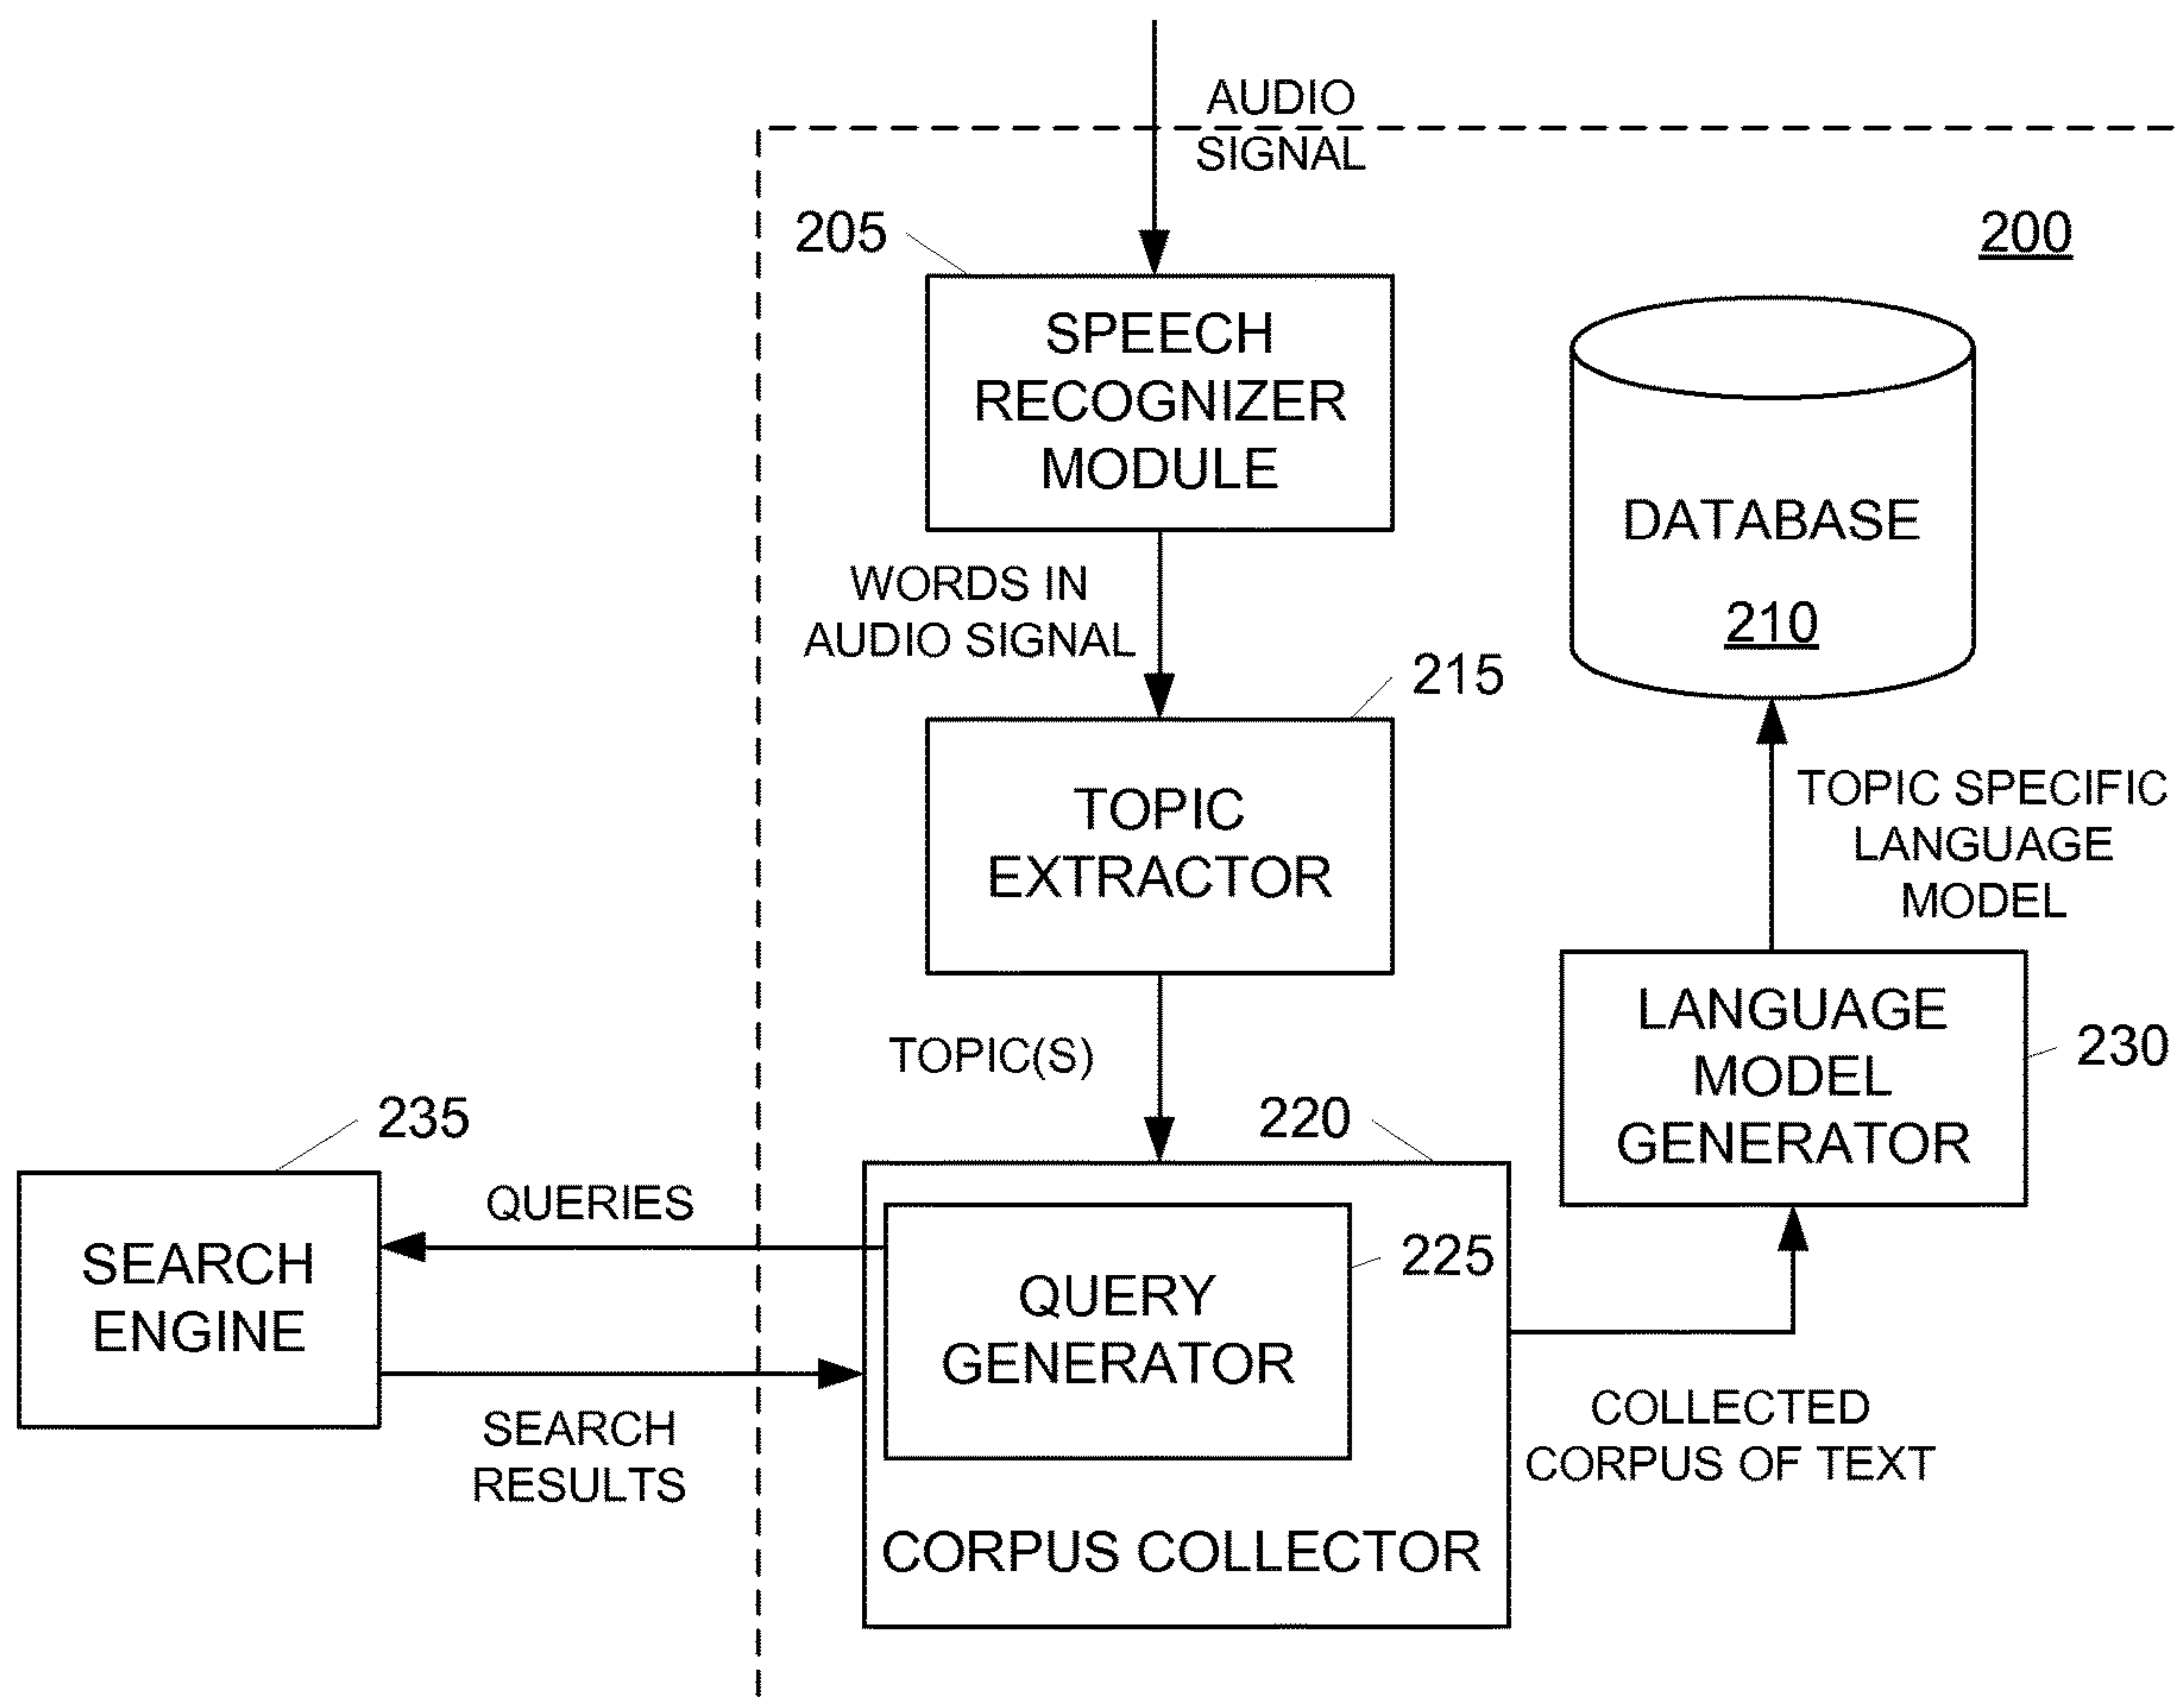 AUDIO
SIGNAL
205
200
SPEECH
RECOGNIZER
MODULE
DATABASE
210
WORDS IN
AUDIO SIGNAL
215
TOPIC
EXTRACTOR
TOPIC SPECIFIC
LANGUAGE
MODEL
TOPIC(S)
LANGUAGE
MODEL
GENERATOR
230
235
220
QUERIES
SEARCH
ENGINE
225
QUERY
GENERATOR
SEARCH
RESULTS
COLLECTED
CORPUS OF TEXT
CORPUS COLLECTOR